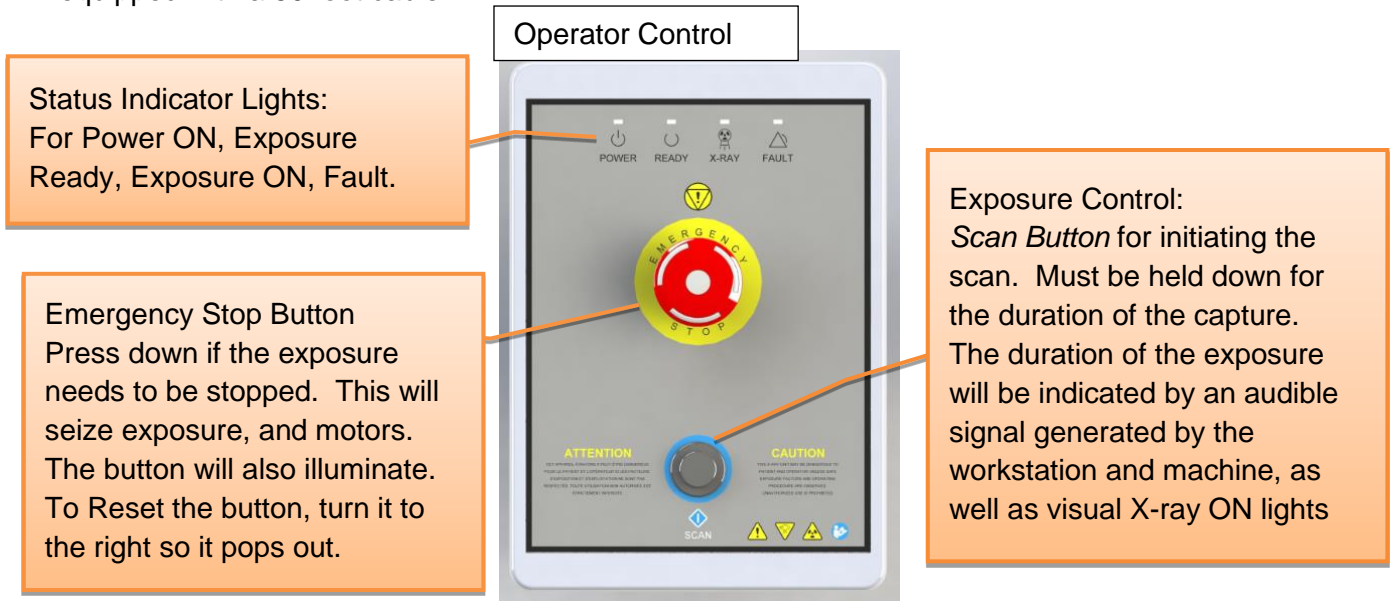 Operator Control
Status Indicator Lights:
For Power ON, Exposure
Ready, Exposure ON, Fault.
Emergency Stop Button
Press down if the exposure
needs to be stopped. This will
seize exposure, and motors.
The button will also illuminate.
To Reset the button, turn it to
the right so it pops out.
POWER READY X-RAY FAULT
EMERGENCY
STOP
ATTENTION
CAUTION
SCAN
Exposure Control:
Scan Button for initiating the
scan. Must be held down for
the duration of the capture.
The duration of the exposure
will be indicated by an audible
signal generated by the
workstation and machine, as
well as visual X-ray ON lights